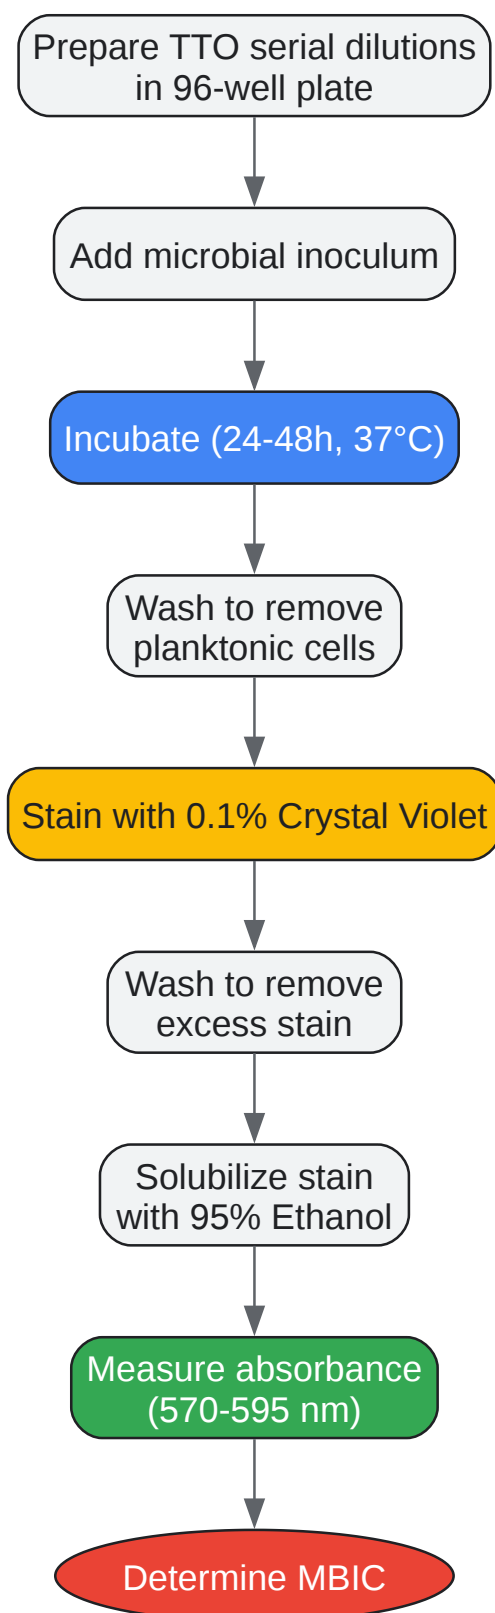 Prepare TTO serial dilutions
in 96-well plate
Add microbial inoculum
Incubate (24-48h, 37°C)
Wash to remove
planktonic cells
Stain with 0.1% Crystal Violet
Wash to remove
excess stain
Solubilize stain
with 95% Ethanol
Measure absorbance
(570-595 nm)
Determine MBIC